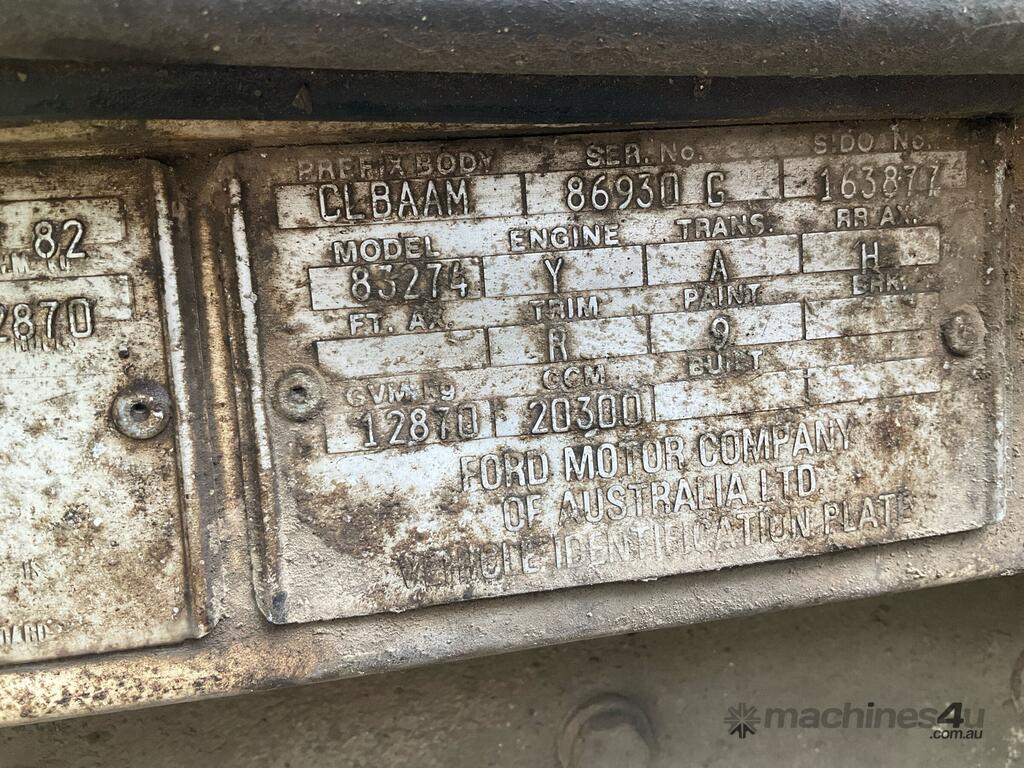 82
2870
PREFIX BODY SER. No. S.DO No.
CLBAAM 86930 G 163877
MODEL ENGINE TRANS. RR AX.
83274 Y A H
FT. AX. TRIM PAINT BRK.
R 9
GVM-Kg GCM BUILT
12870 20300
FORD MOTOR COMPANY
OF AUSTRALIA LTD
VEHICLE IDENTIFICATION PLATE
machines4u
.com.au